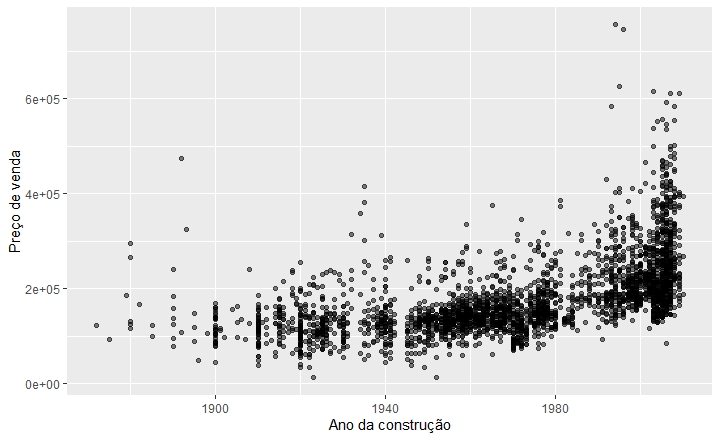 6e+05
4e+05
2e+05
0e+00
Preço de venda
1900
1940
1980
Ano da construção